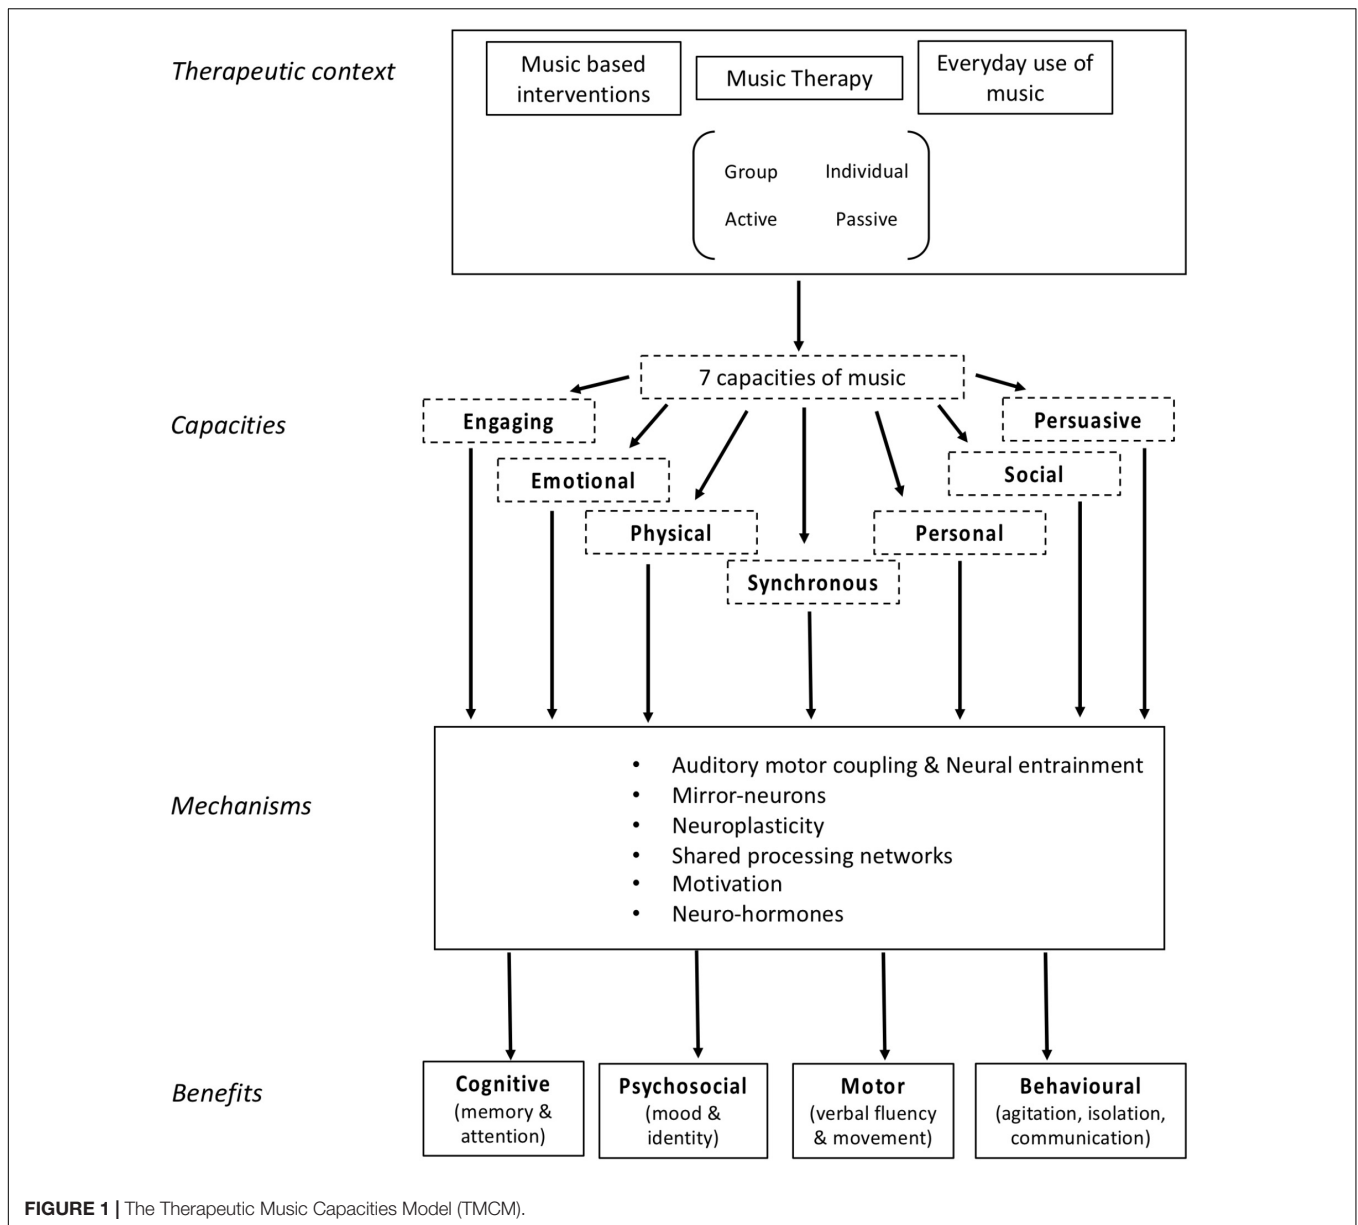 Therapeutic context
Music based
interventions
Music Therapy
Everyday use of
music
Group Individual
Active Passive
7 capacities of music
Capacities
Engaging
Persuasive
Emotional
Social
Physical
Personal
Synchronous
Mechanisms
• Auditory motor coupling & Neural entrainment
• Mirror-neurons
• Neuroplasticity
• Shared processing networks
• Motivation
• Neuro-hormones
Benefits
Cognitive
(memory &
attention)
Psychosocial
(mood &
identity)
Motor
(verbal fluency
& movement)
Behavioural
(agitation, isolation,
communication)
FIGURE 1 | The Therapeutic Music Capacities Model (TMCM).